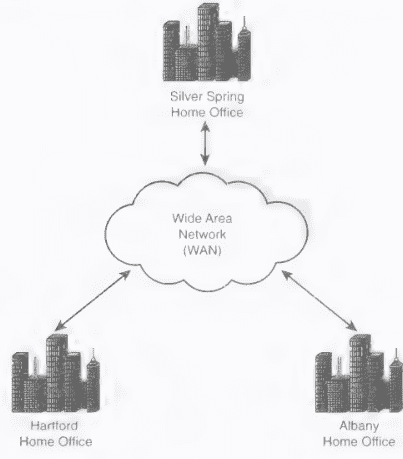 Silver Spring
Home Office
Wide Area
Network
(WAN)
Hartford
Home Office
Albany
Home Office